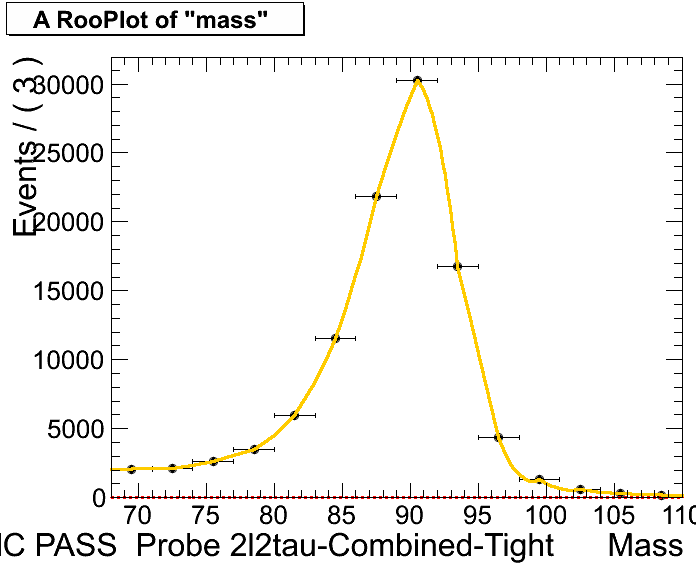 A RooPlot of "mass"
Events / ( 3 )
30000
25000
20000
15000
10000
5000
0
70 75 80 85 90 95 100 105 110
IC PASS Probe 2l2tau-Combined-Tight Mass